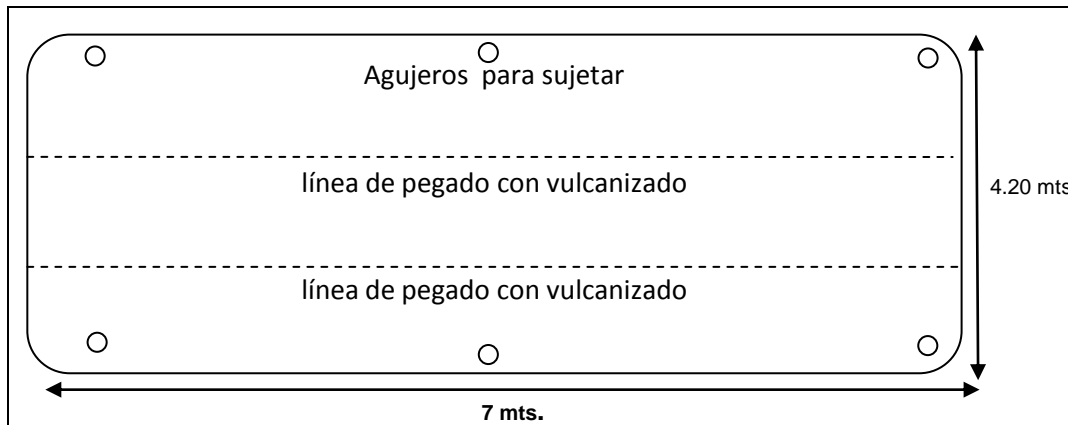 Agujeros para sujetar
línea de pegado con vulcanizado
4.20 mts
línea de pegado con vulcanizado
7 mts.